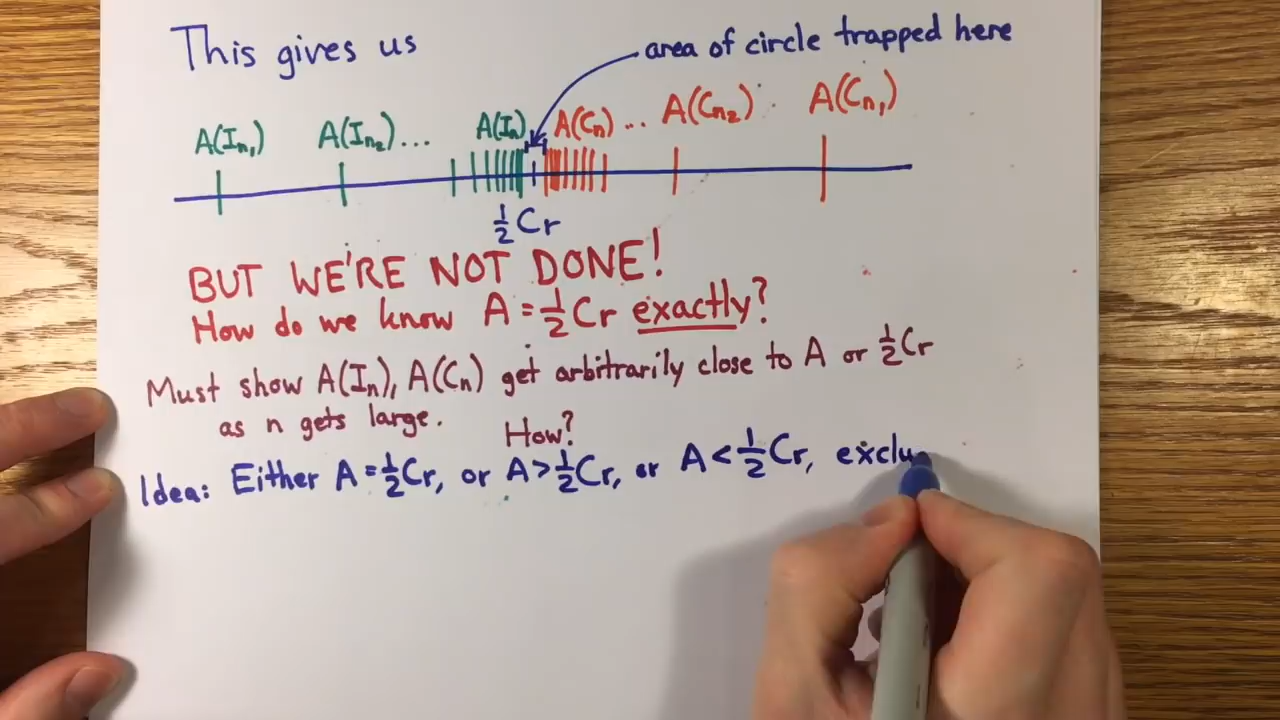 This gives us
area of circle trapped here
A(Iₙ₁) A(Iₙ₂)... A(Iₙ) A(Cₙ) ... A(Cₙ₂) A(Cₙ₁)
½Cr
BUT WE'RE NOT DONE!
How do we know A = ½Cr exactly?
Must show A(Iₙ), A(Cₙ) get arbitrarily close to A or ½Cr
as n gets large. How?
Idea: Either A = ½Cr, or A > ½Cr, or A < ½Cr, exclu